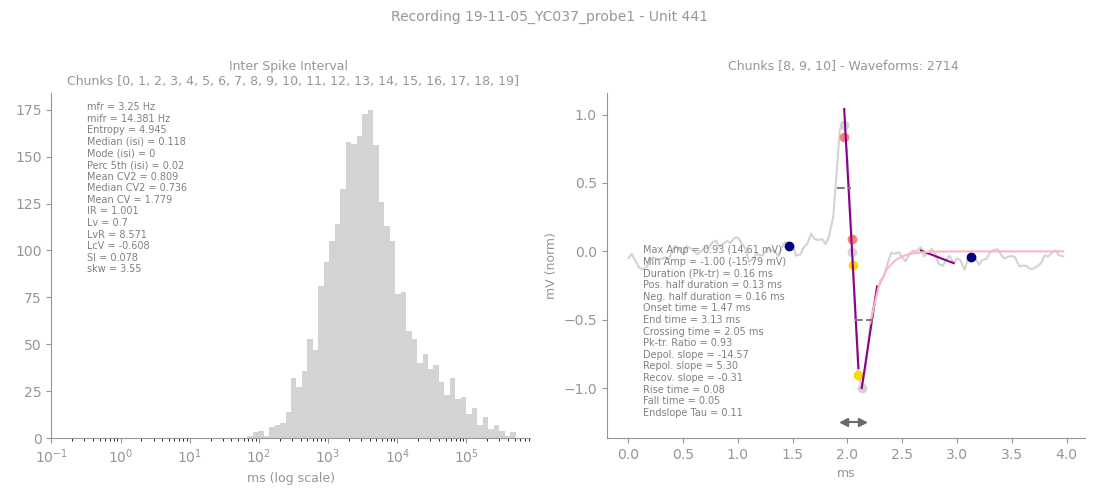 Recording 19-11-05_YC037_probe1 - Unit 441
Inter Spike Interval
Chunks [0, 1, 2, 3, 4, 5, 6, 7, 8, 9, 10, 11, 12, 13, 14, 15, 16, 17, 18, 19]
175
150
125
100
75
50
25
0
mfr = 3.25 Hz
mifr = 14.381 Hz
Entropy = 4.945
Median (isi) = 0.118
Mode (isi) = 0
Perc 5th (isi) = 0.02
Mean CV2 = 0.809
Median CV2 = 0.736
Mean CV = 1.779
IR = 1.001
Lv = 0.7
LvR = 8.571
LcV = -0.608
SI = 0.078
skw = 3.55
10⁻¹ 10⁰ 10¹ 10² 10³ 10⁴ 10⁵
ms (log scale)
Chunks [8, 9, 10] - Waveforms: 2714
mV (norm)
1.0
0.5
0.0
−0.5
−1.0
Max Amp = 0.93 (14.61 mV)
Min Amp = -1.00 (-15.79 mV)
Duration (Pk-tr) = 0.16 ms
Pos. half duration = 0.13 ms
Neg. half duration = 0.16 ms
Onset time = 1.47 ms
End time = 3.13 ms
Crossing time = 2.05 ms
Pk-tr. Ratio = 0.93
Depol. slope = -14.57
Repol. slope = 5.30
Recov. slope = -0.31
Rise time = 0.08
Fall time = 0.05
Endslope Tau = 0.11
0.0 0.5 1.0 1.5 2.0 2.5 3.0 3.5 4.0
ms